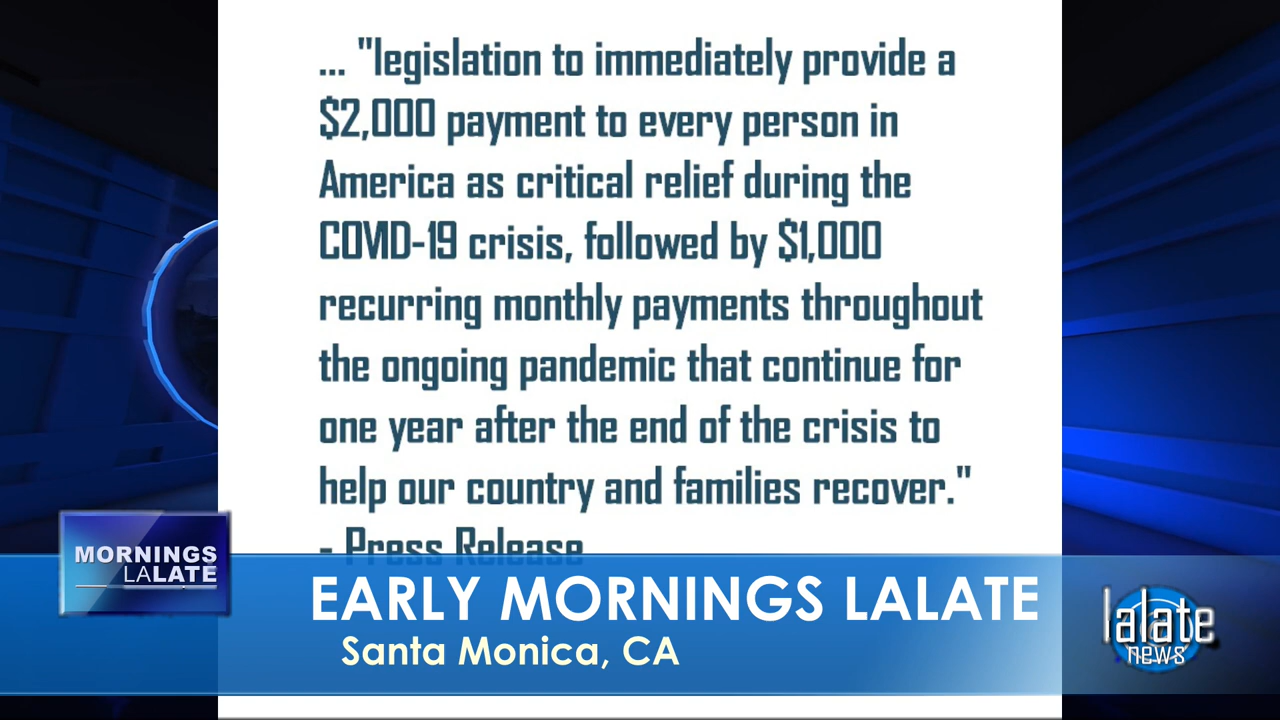 ... "legislation to immediately provide a
$2,000 payment to every person in
America as critical relief during the
COVID-19 crisis, followed by $1,000
recurring monthly payments throughout
the ongoing pandemic that continue for
one year after the end of the crisis to
help our country and families recover."
- Press Release
MORNINGS
LALATE
EARLY MORNINGS LALATE
Santa Monica, CA
lalate
news